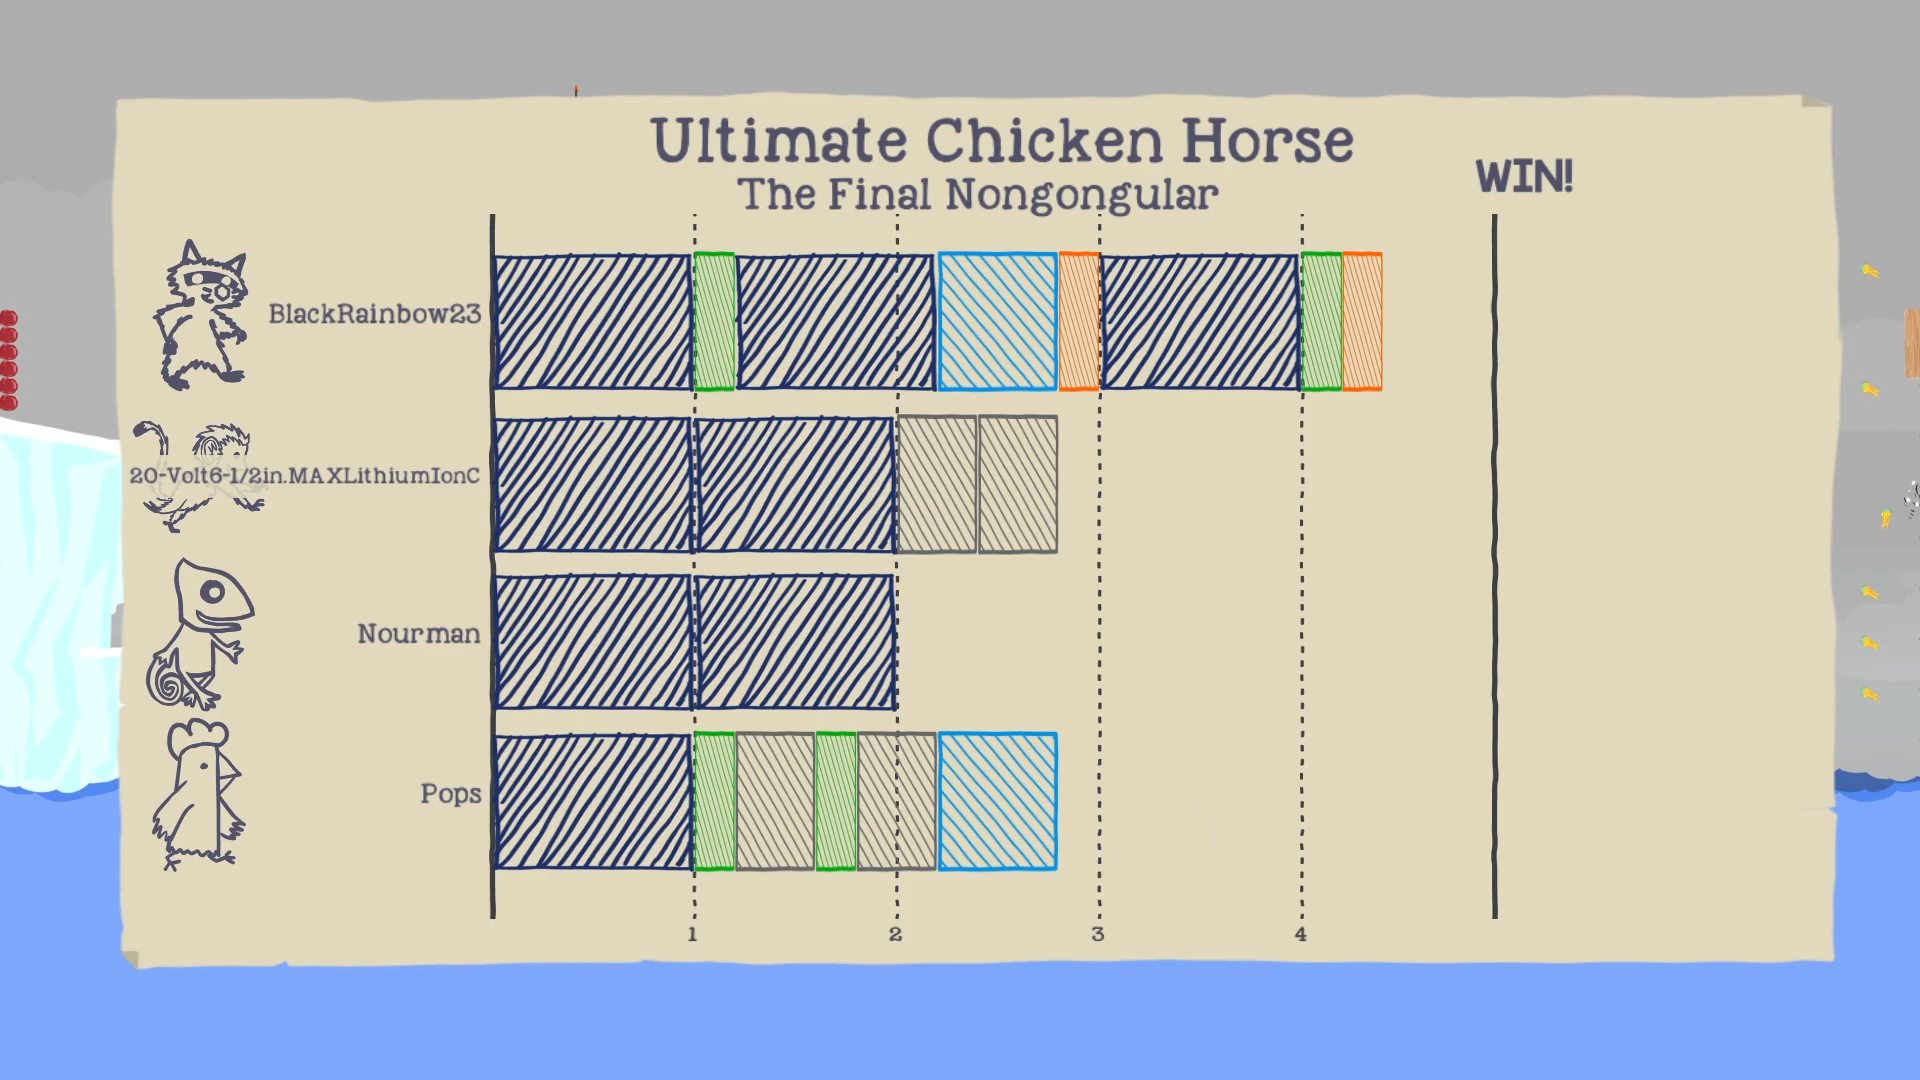 Ultimate Chicken Horse
The Final Nongongular
WIN!
BlackRainbow23
20-Volt6-1/2in.MAXLithiumIonC
Nourman
Pops
1 2 3 4